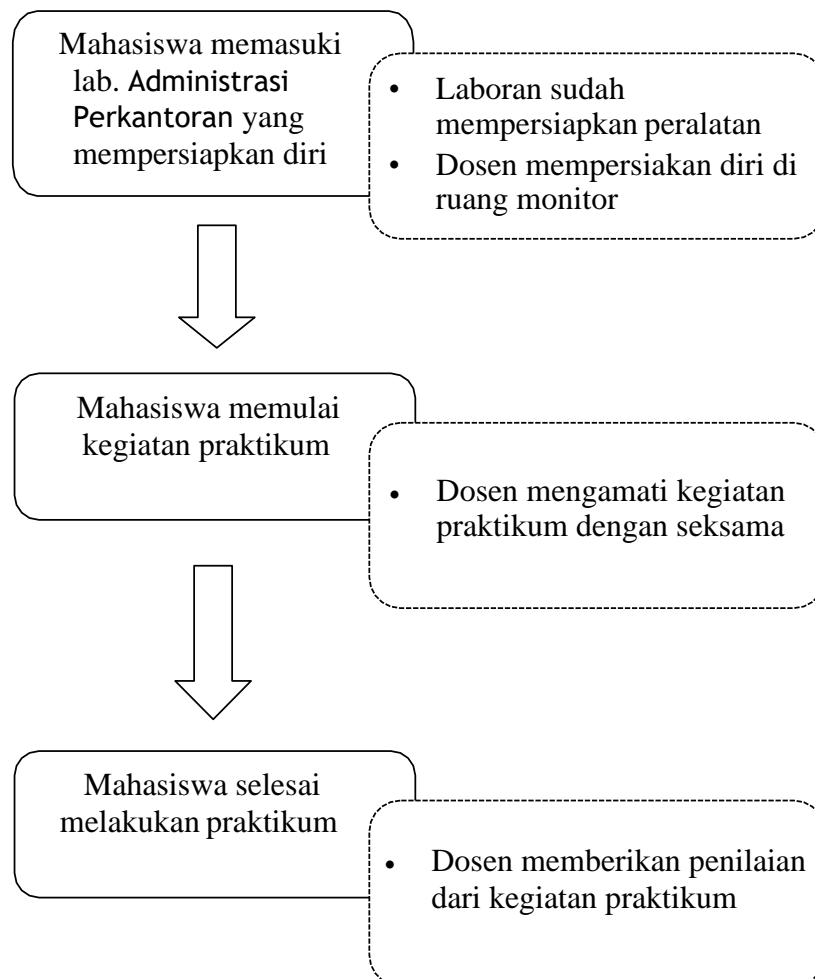 Mahasiswa memasuki
lab. Administrasi
Perkantoran yang
mempersiapkan diri
• Laboran sudah
mempersiapkan peralatan
• Dosen mempersiakan diri di
ruang monitor
Mahasiswa memulai
kegiatan praktikum
• Dosen mengamati kegiatan
praktikum dengan seksama
Mahasiswa selesai
melakukan praktikum
• Dosen memberikan penilaian
dari kegiatan praktikum